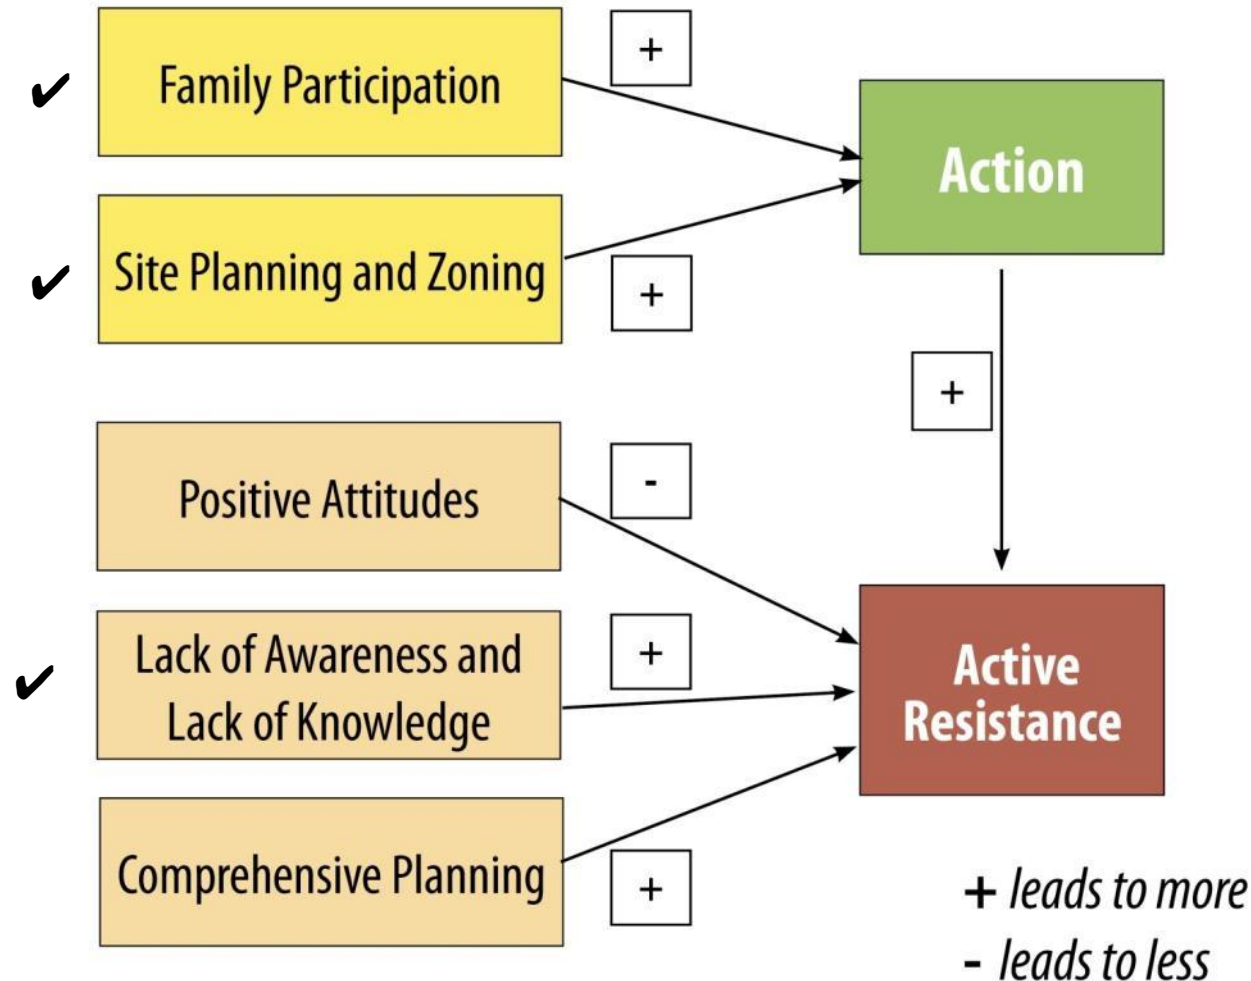 Family Participation
+
Action
Site Planning and Zoning
+
+
Positive Attitudes
-
Lack of Awareness and
Lack of Knowledge
+
Active
Resistance
Comprehensive Planning
+
+ leads to more
- leads to less